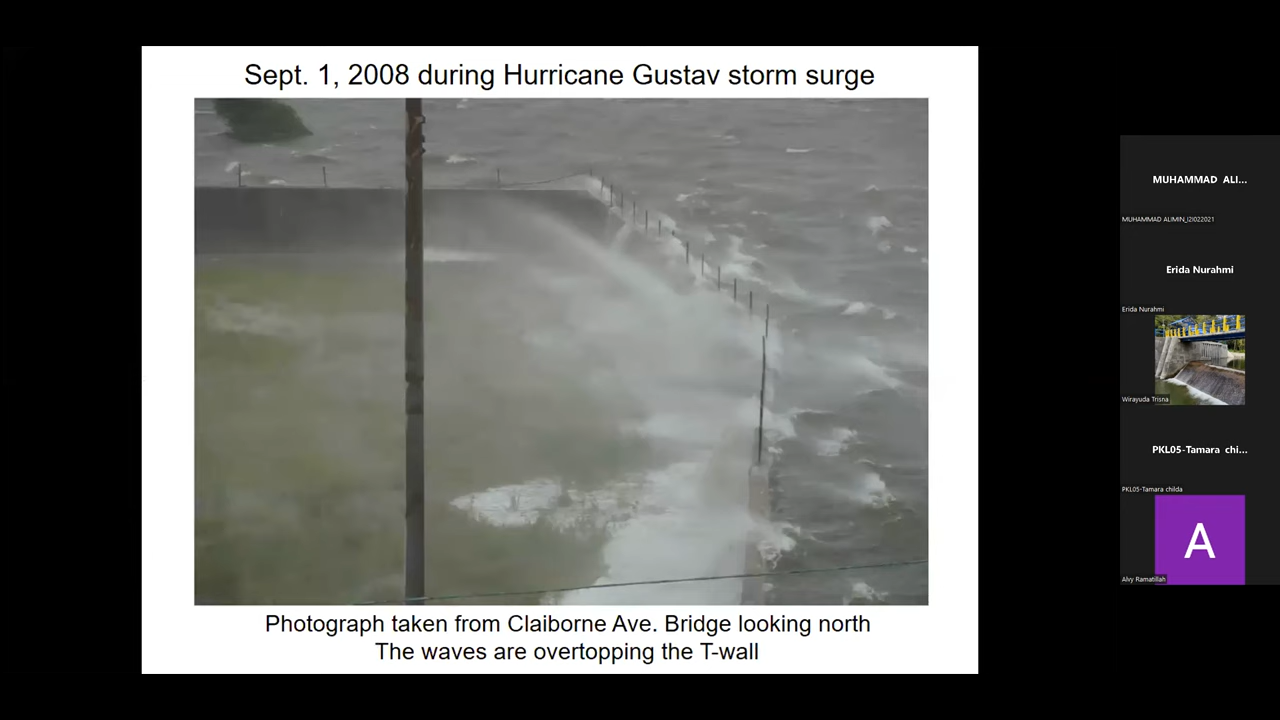 Sept. 1, 2008 during Hurricane Gustav storm surge
Photograph taken from Claiborne Ave. Bridge looking north
The waves are overtopping the T-wall
MUHAMMAD ALI...
MUHAMMAD ALIMIN_I2I022021
Erida Nurahmi
Erida Nurahmi
Wirayuda Trisna
PKL05-Tamara chi...
PKL05-Tamara childa
A
Alvy Ramatillah